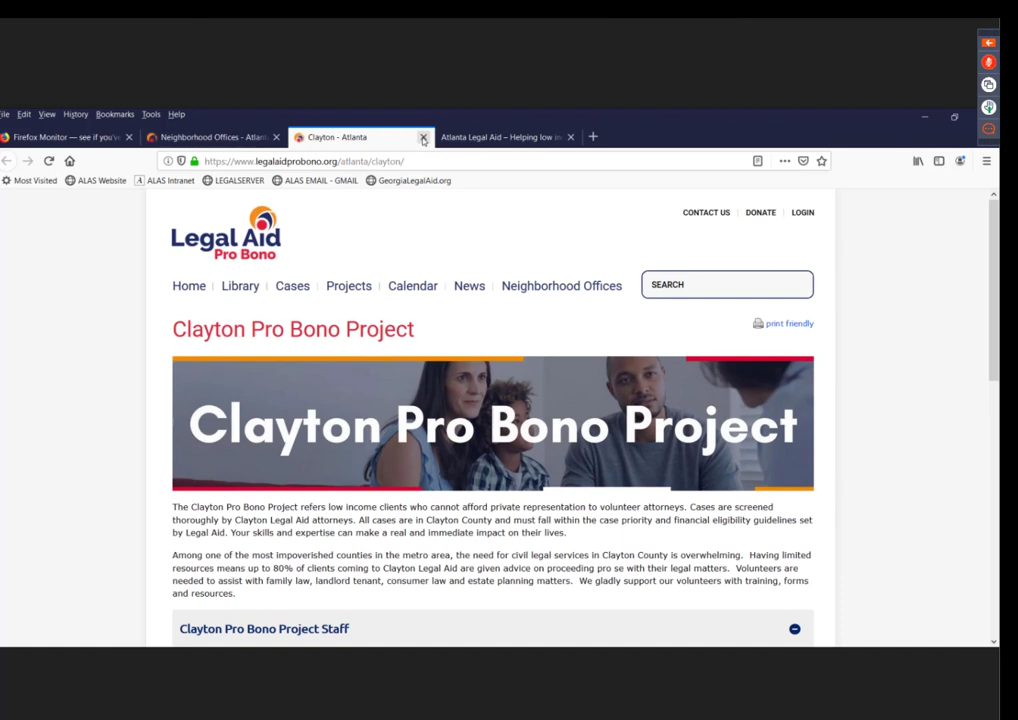 ile Edit View History Bookmarks Tools Help
Firefox Monitor — see if you'v
Neighborhood Offices - Atlan
Clayton - Atlanta
Atlanta Legal Aid – Helping low in
https://www.legalaidprobono.org/atlanta/clayton/
Most Visited ALAS Website ALAS Intranet LEGALSERVER ALAS EMAIL - GMAIL GeorgiaLegalAid.org
Legal Aid
Pro Bono
CONTACT US DONATE LOGIN
Home Library Cases Projects Calendar News Neighborhood Offices
SEARCH
Clayton Pro Bono Project
print friendly
Clayton Pro Bono Project
The Clayton Pro Bono Project refers low income clients who cannot afford private representation to volunteer attorneys. Cases are screened
thoroughly by Clayton Legal Aid attorneys. All cases are in Clayton County and must fall within the case priority and financial eligibility guidelines set
by Legal Aid. Your skills and expertise can make a real and immediate impact on their lives.
Among one of the most impoverished counties in the metro area, the need for civil legal services in Clayton County is overwhelming. Having limited
resources means up to 80% of clients coming to Clayton Legal Aid are given advice on proceeding pro se with their legal matters. Volunteers are
needed to assist with family law, landlord tenant, consumer law and estate planning matters. We gladly support our volunteers with training, forms
and resources.
Clayton Pro Bono Project Staff